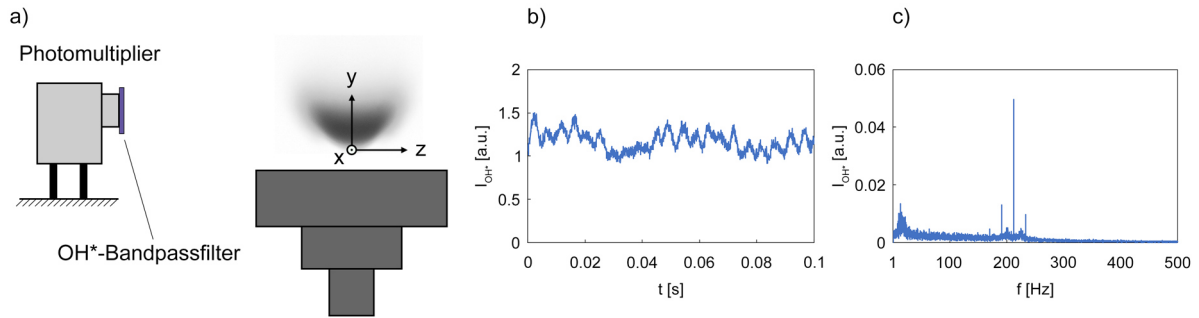 a)
Photomultiplier
OH*-Bandpassfilter
y
x
z
b)
2
1.5
1
0.5
0
I_OH* [a.u.]
0 0.02 0.04 0.06 0.08 0.1
t [s]
c)
0.06
0.04
0.02
0
I_OH* [a.u.]
1 100 200 300 400 500
f [Hz]